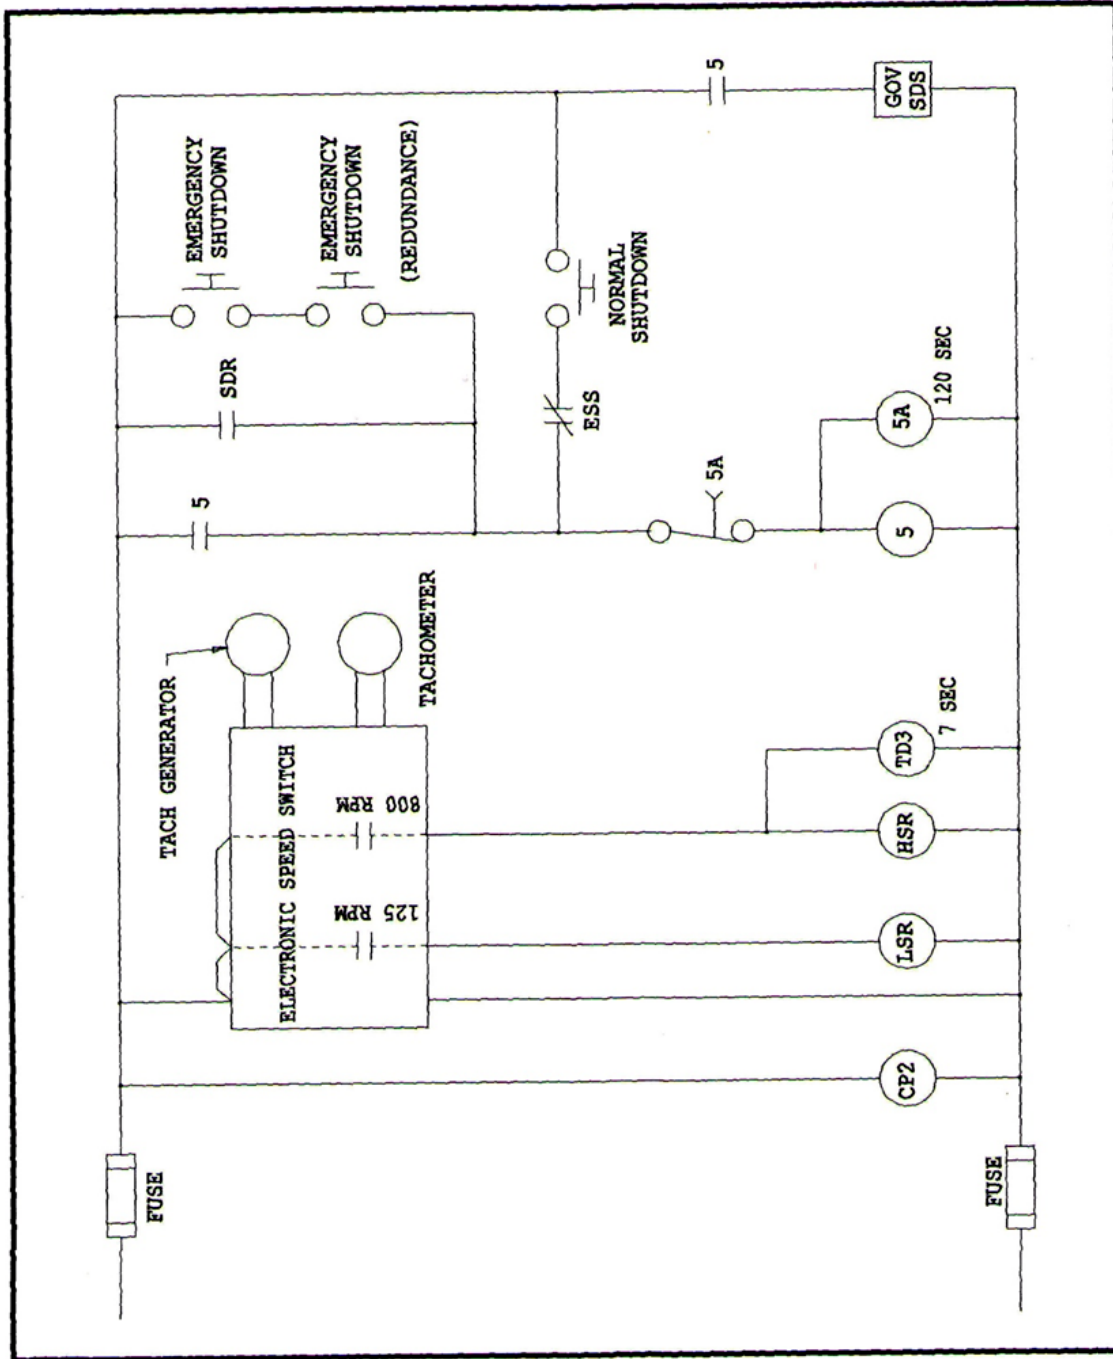 FUSE
FUSE
CP2
ELECTRONIC SPEED SWITCH
125 RPM
800 RPM
TACH GENERATOR
TACHOMETER
LSR
HSR
TD3
7 SEC
5
SDR
EMERGENCY
SHUTDOWN
EMERGENCY
SHUTDOWN
(REDUNDANCE)
ESS
NORMAL
SHUTDOWN
5A
5
5A
120 SEC
5
GOV
SDS